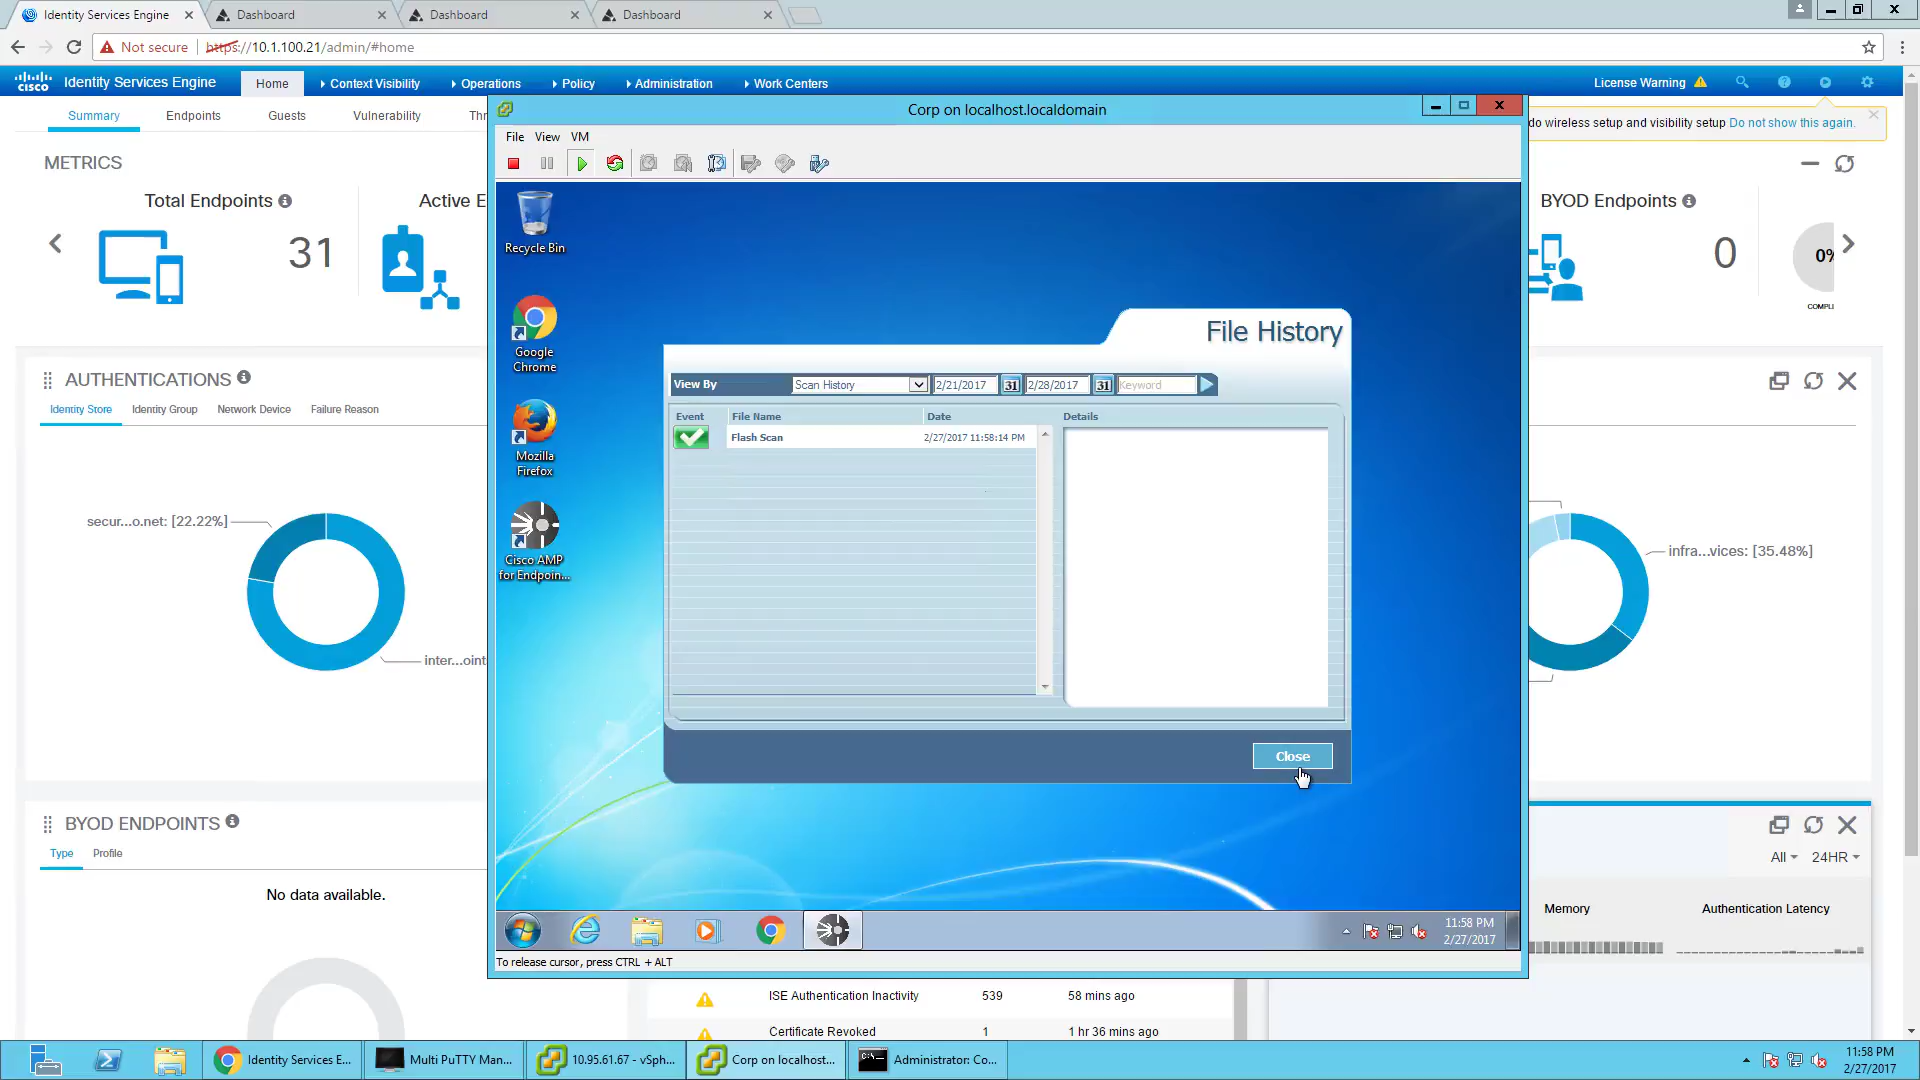 Identity Services Engine
Dashboard
Dashboard
Dashboard
Not secure
https://10.1.100.21/admin/#home
cisco
Identity Services Engine
Home
Context Visibility
Operations
Policy
Administration
Work Centers
License Warning
Summary
Endpoints
Guests
Vulnerability
Thr
do wireless setup and visibility setup Do not show this again.
METRICS
Total Endpoints
31
Active E
BYOD Endpoints
0
0%
COMPLI
AUTHENTICATIONS
Identity Store
Identity Group
Network Device
Failure Reason
secur...o.net: [22.22%]
inter...oint
infra...vices: [35.48%]
BYOD ENDPOINTS
Type
Profile
No data available.
All
24HR
Memory
Authentication Latency
ISE Authentication Inactivity
539
58 mins ago
Certificate Revoked
1
1 hr 36 mins ago
Corp on localhost.localdomain
File
View
VM
Recycle Bin
Google
Chrome
Mozilla
Firefox
Cisco AMP
for Endpoin...
File History
View By
Scan History
2/21/2017
31
2/28/2017
31
Keyword
Event
File Name
Date
Details
Flash Scan
2/27/2017 11:58:14 PM
Close
11:58 PM
2/27/2017
To release cursor, press CTRL + ALT
Identity Services E...
Multi PuTTY Man...
10.95.61.67 - vSph...
Corp on localhost...
Administrator: Co...
11:58 PM
2/27/2017